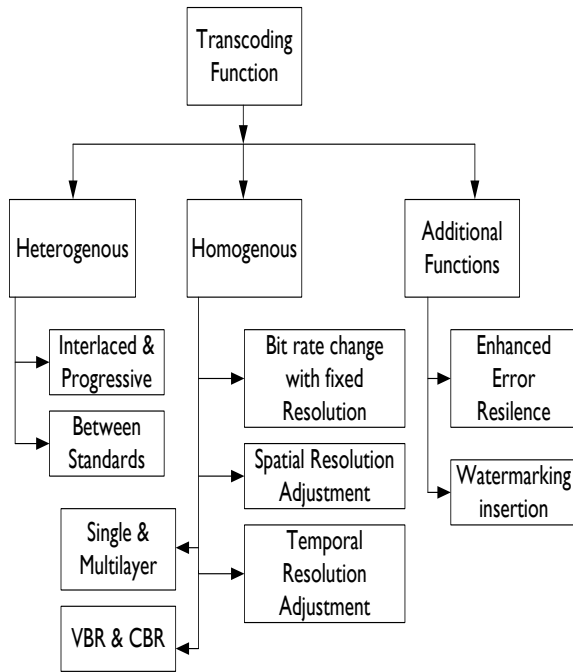 Transcoding
Function
Heterogenous
Homogenous
Additional
Functions
Interlaced &
Progressive
Between
Standards
Bit rate change
with fixed
Resolution
Spatial Resolution
Adjustment
Single &
Multilayer
Temporal
Resolution
Adjustment
VBR & CBR
Enhanced
Error
Resilence
Watermarking
insertion